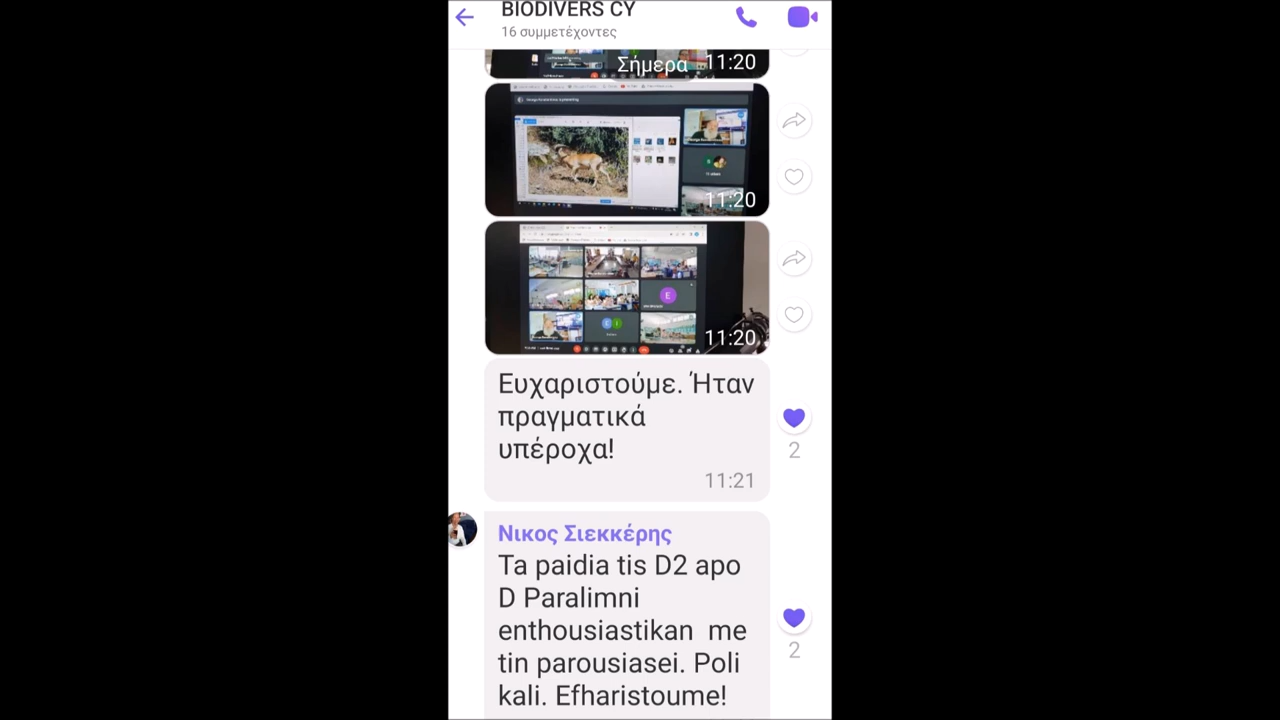 BIODIVERS CY
16 συμμετέχοντες
Σήμερα
11:20
11:20
E
11:20
Ευχαριστούμε. Ήταν
πραγματικά
υπέροχα!
2
11:21
Νικος Σιεκκέρης
Ta paidia tis D2 apo
D Paralimni
enthousiastikan me
tin parousiasei. Poli
kali. Efharistoume!
2